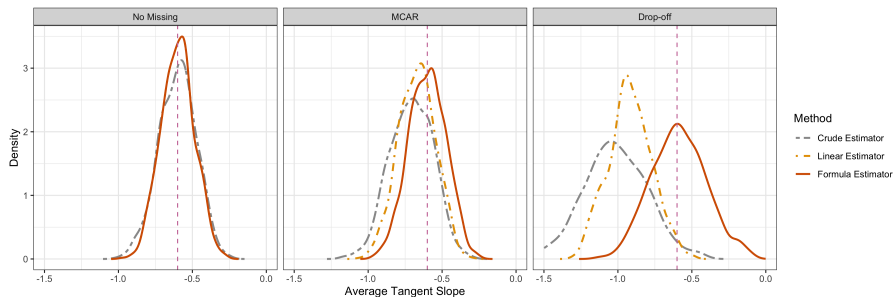 No Missing
MCAR
Drop-off
Density
0
1
2
3
-1.5
-1.0
-0.5
0.0
-1.5
-1.0
-0.5
0.0
-1.5
-1.0
-0.5
0.0
Average Tangent Slope
Method
Crude Estimator
Linear Estimator
Formula Estimator